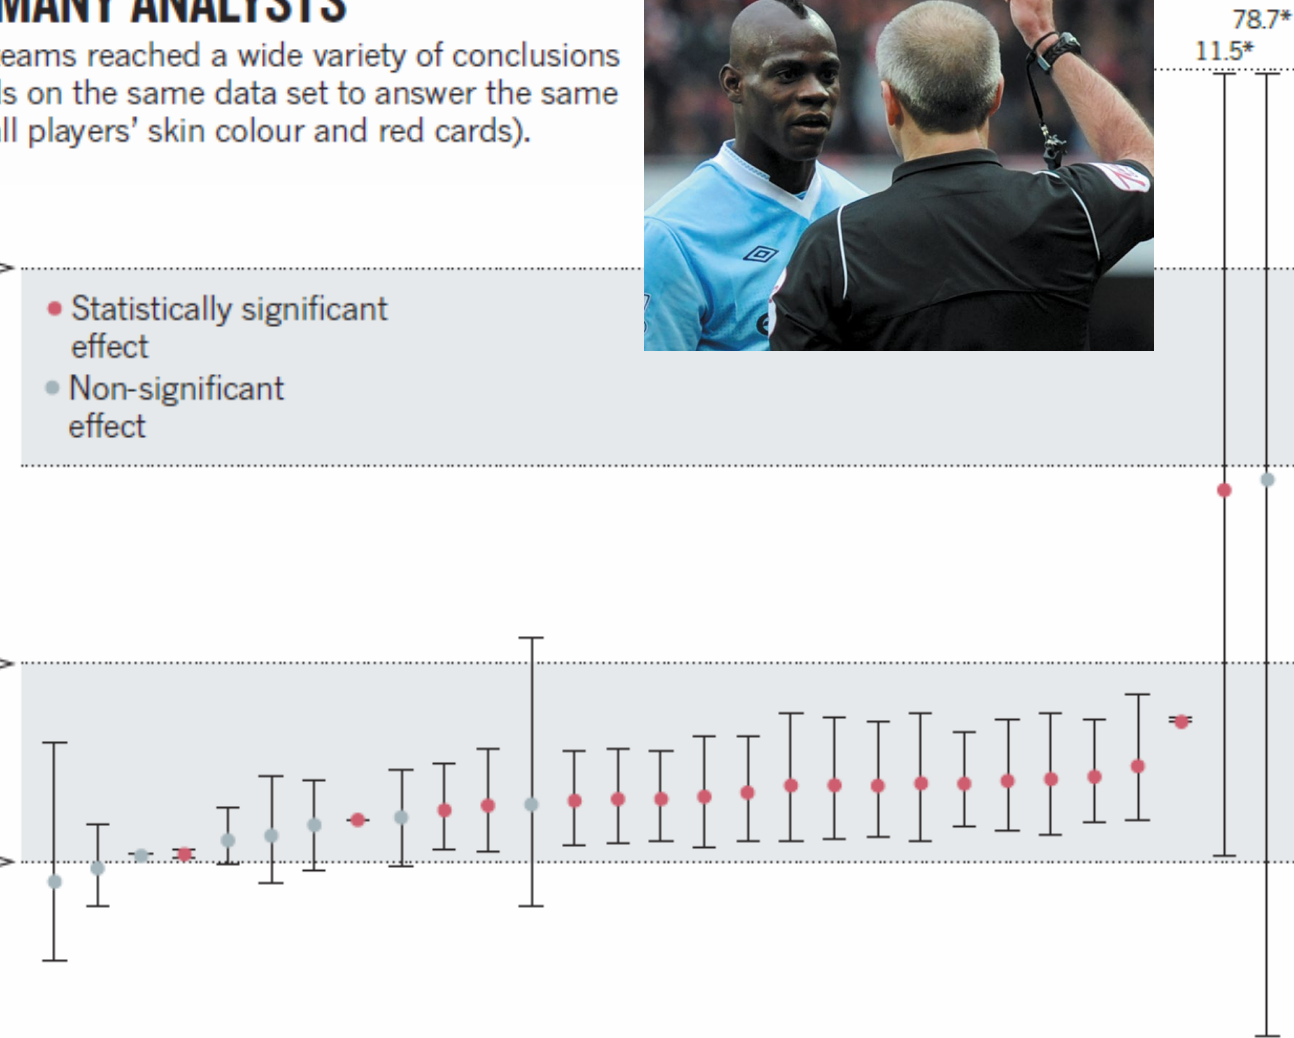 MANY ANALYSTS
eams reached a wide variety of conclusions
ls on the same data set to answer the same
all players’ skin colour and red cards).
78.7*
11.5*
Statistically significant
effect
Non-significant
effect